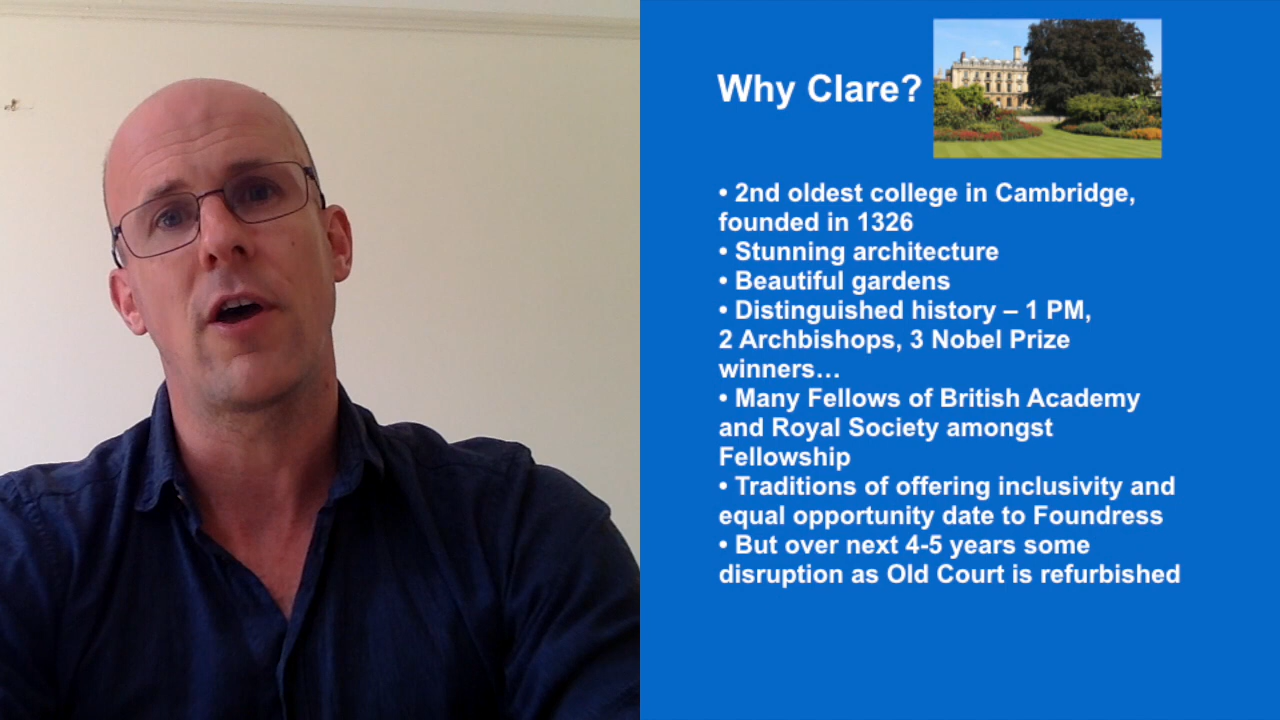 Why Clare?
• 2nd oldest college in Cambridge,
founded in 1326
• Stunning architecture
• Beautiful gardens
• Distinguished history – 1 PM,
2 Archbishops, 3 Nobel Prize
winners…
• Many Fellows of British Academy
and Royal Society amongst
Fellowship
• Traditions of offering inclusivity and
equal opportunity date to Foundress
• But over next 4-5 years some
disruption as Old Court is refurbished